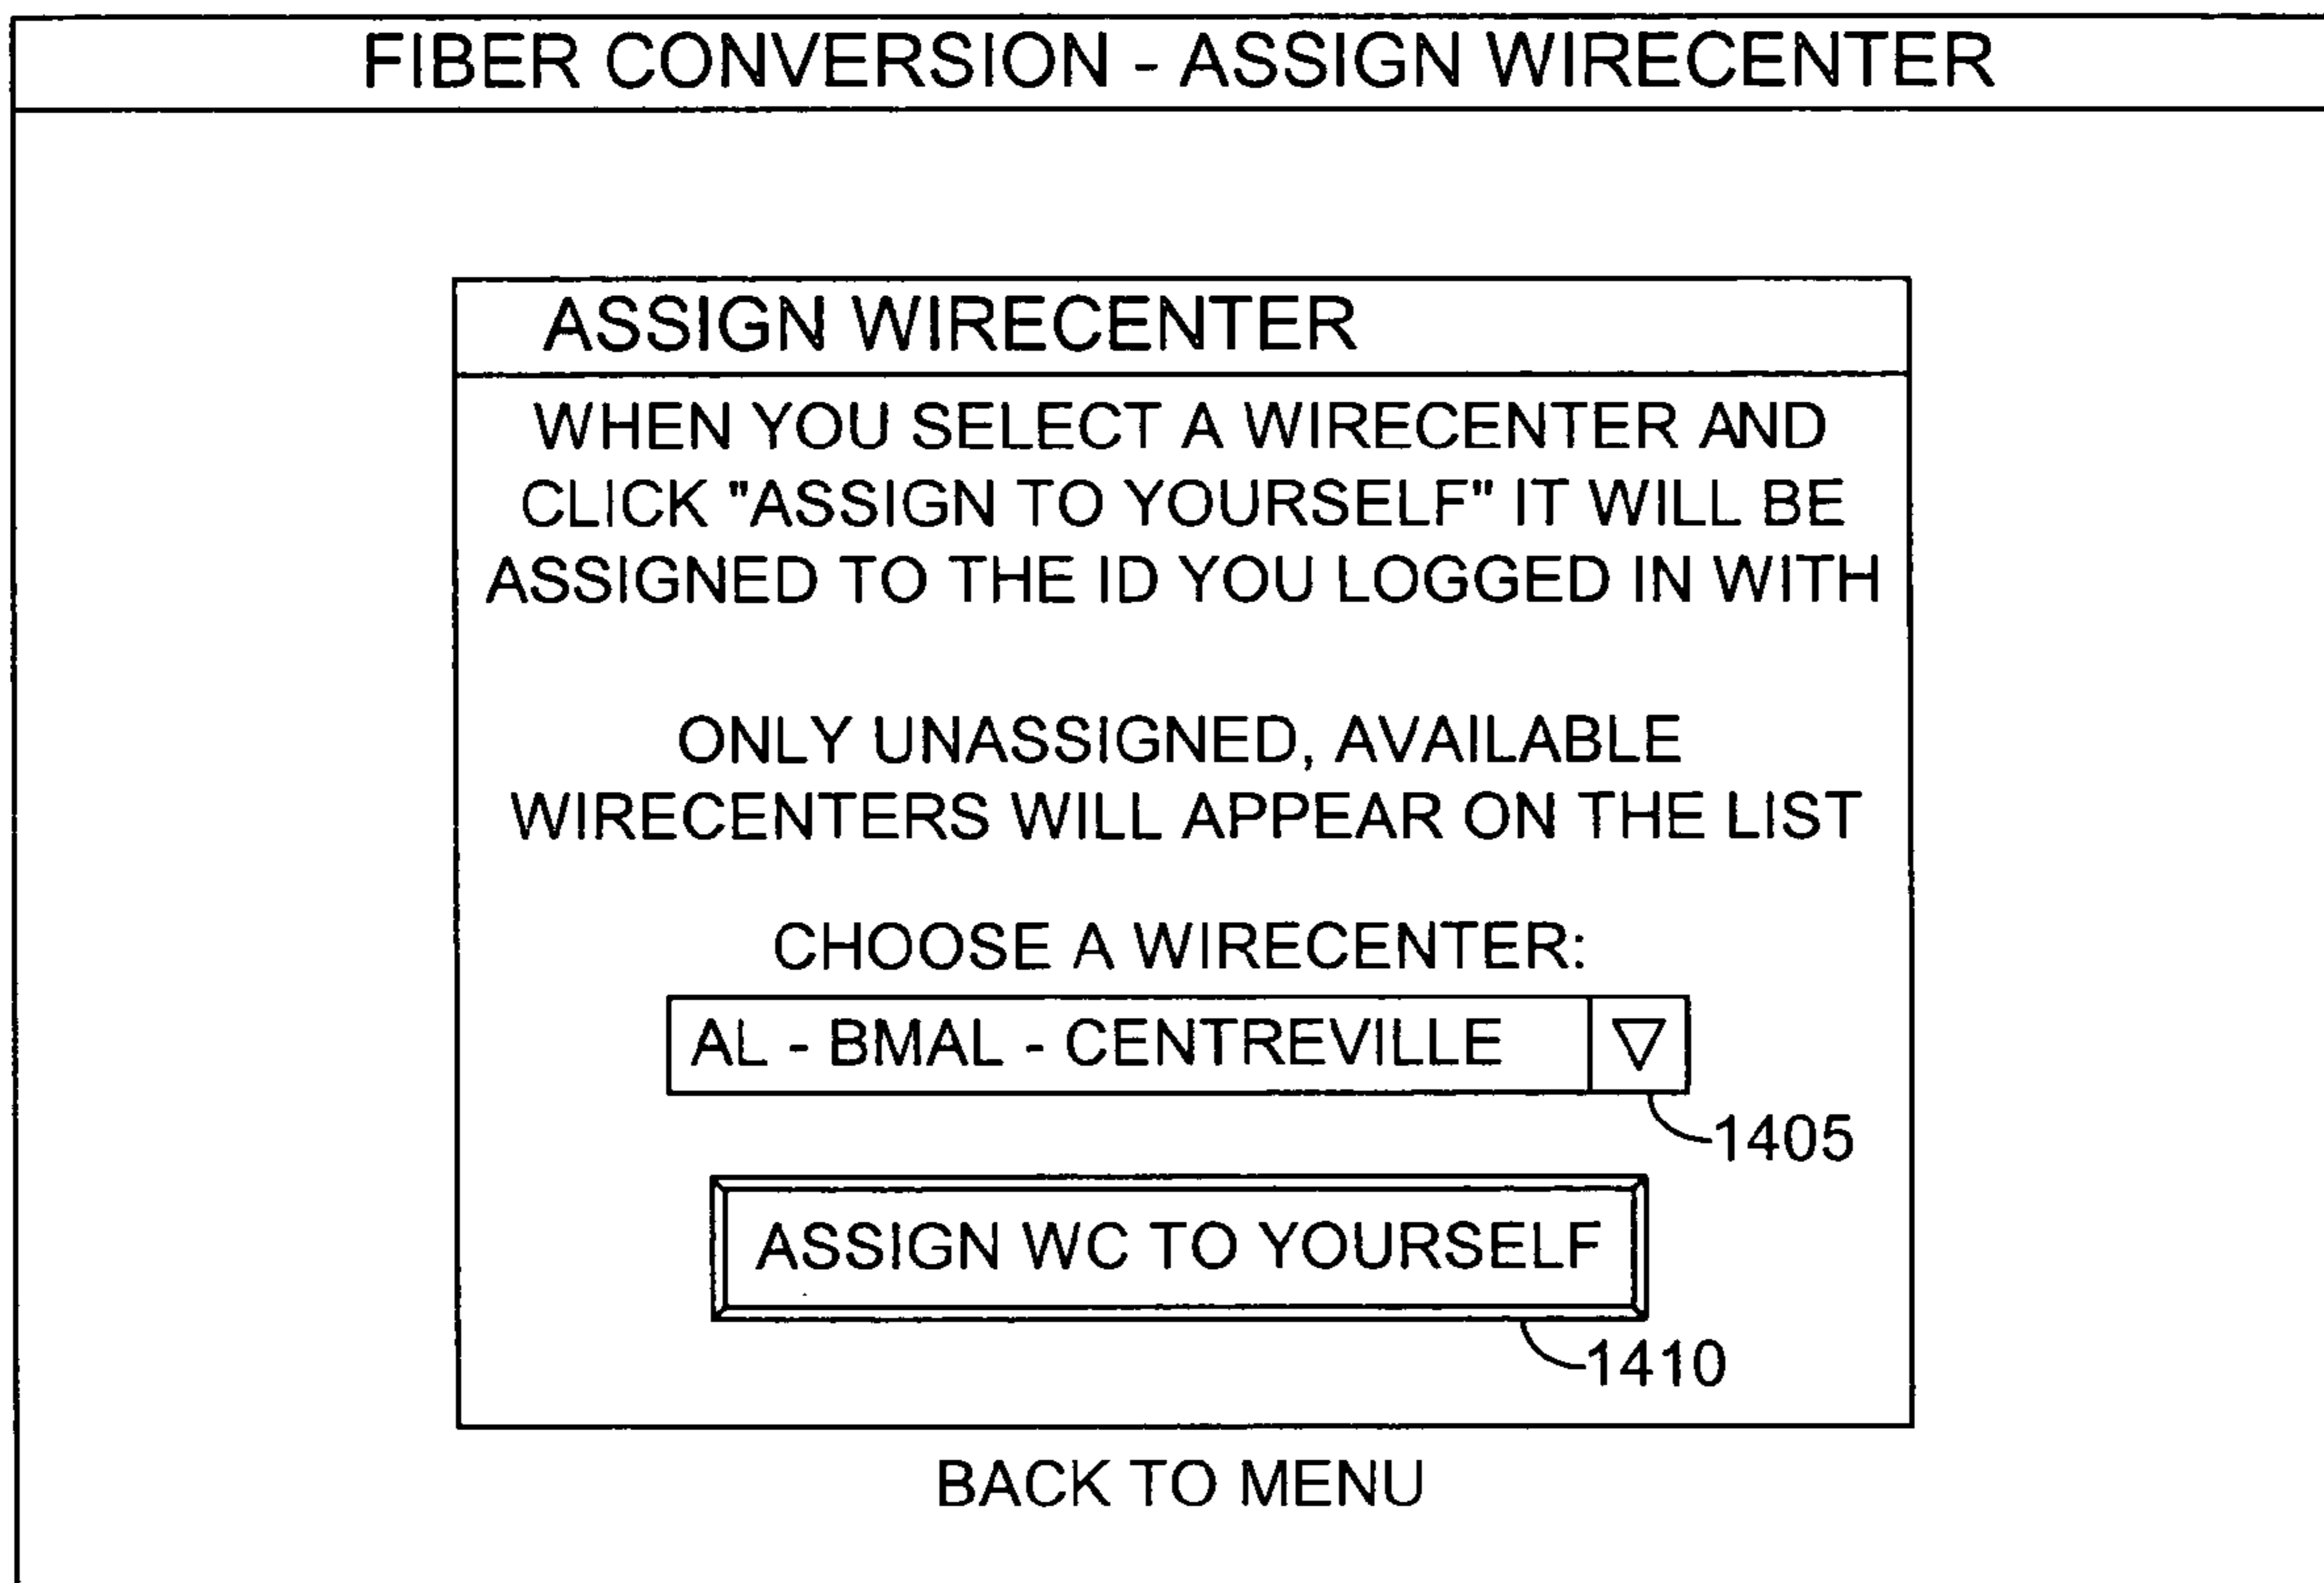 FIBER CONVERSION - ASSIGN WIRECENTER
ASSIGN WIRECENTER
WHEN YOU SELECT A WIRECENTER AND
CLICK "ASSIGN TO YOURSELF" IT WILL BE
ASSIGNED TO THE ID YOU LOGGED IN WITH
ONLY UNASSIGNED, AVAILABLE
WIRECENTERS WILL APPEAR ON THE LIST
CHOOSE A WIRECENTER:
AL - BMAL - CENTREVILLE
1405
ASSIGN WC TO YOURSELF
1410
BACK TO MENU